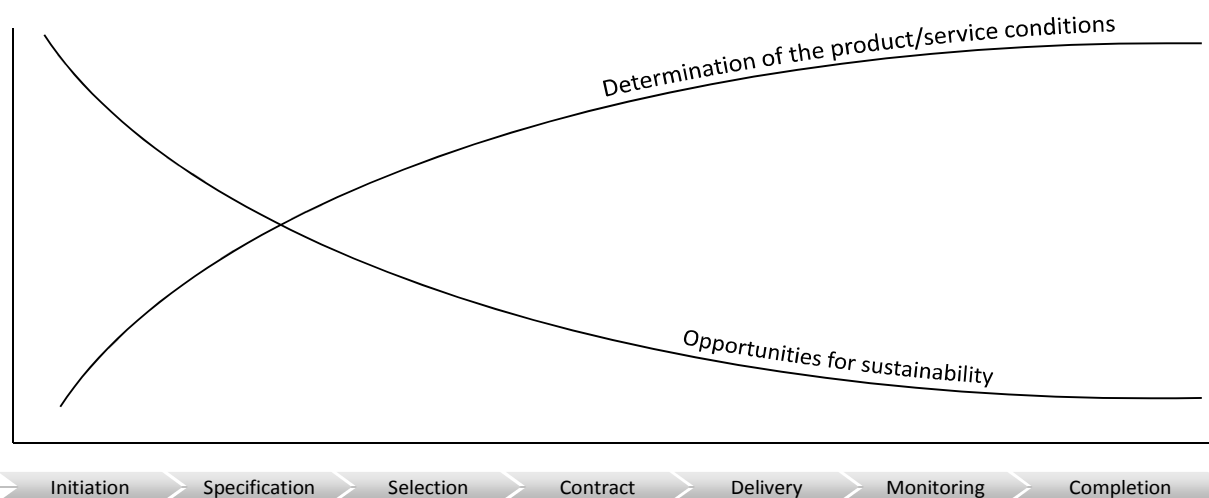 Determination of the product/service conditions
Opportunities for sustainability
Initiation
Specification
Selection
Contract
Delivery
Monitoring
Completion